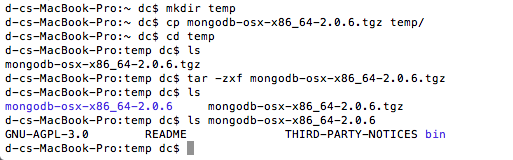 d-cs-MacBook-Pro:~ dc$ mkdir temp
d-cs-MacBook-Pro:~ dc$ cp mongodb-osx-x86_64-2.0.6.tgz temp/
d-cs-MacBook-Pro:~ dc$ cd temp
d-cs-MacBook-Pro:temp dc$ ls
mongodb-osx-x86_64-2.0.6.tgz
d-cs-MacBook-Pro:temp dc$ tar -zxf mongodb-osx-x86_64-2.0.6.tgz
d-cs-MacBook-Pro:temp dc$ ls
mongodb-osx-x86_64-2.0.6 mongodb-osx-x86_64-2.0.6.tgz
d-cs-MacBook-Pro:temp dc$ ls mongodb-osx-x86_64-2.0.6
GNU-AGPL-3.0 README THIRD-PARTY-NOTICES bin
d-cs-MacBook-Pro:temp dc$